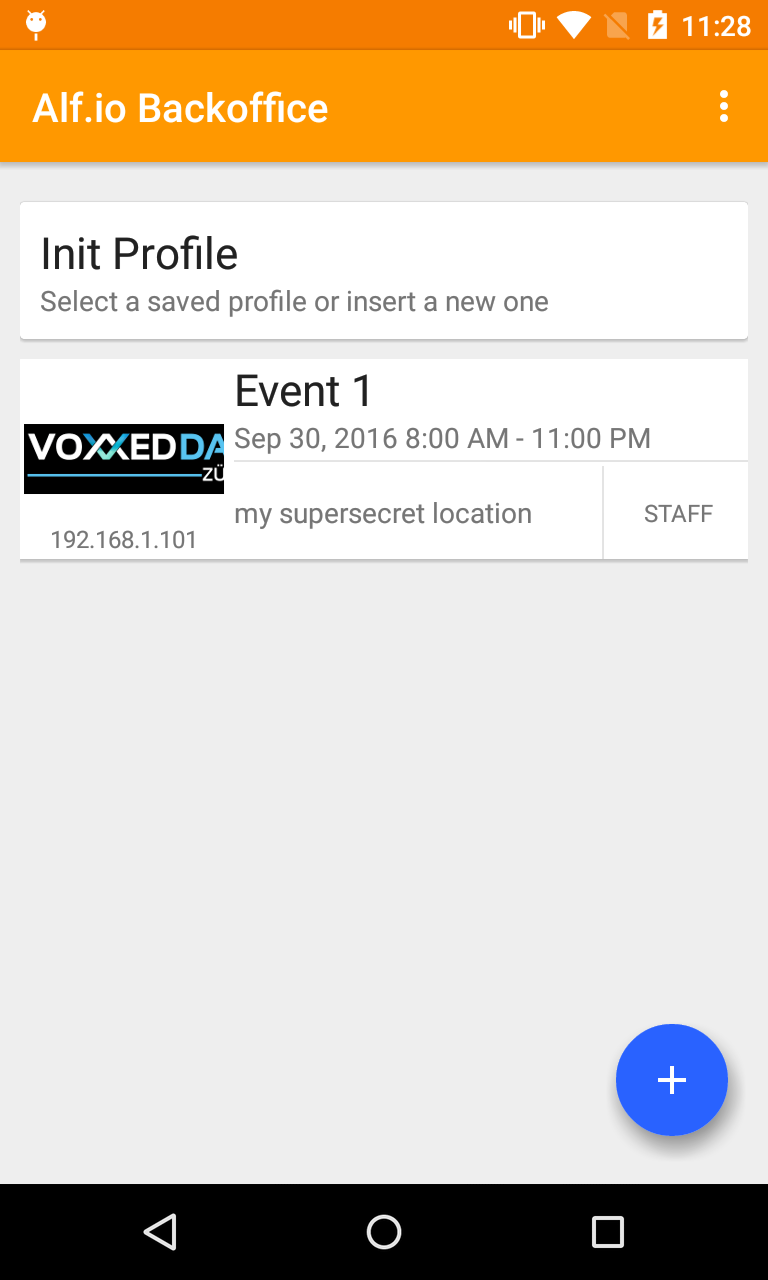 11:28
Alf.io Backoffice
Init Profile
Select a saved profile or insert a new one
Event 1
Sep 30, 2016 8:00 AM - 11:00 PM
VOXXEDDA
ZÜ
my supersecret location
STAFF
192.168.1.101